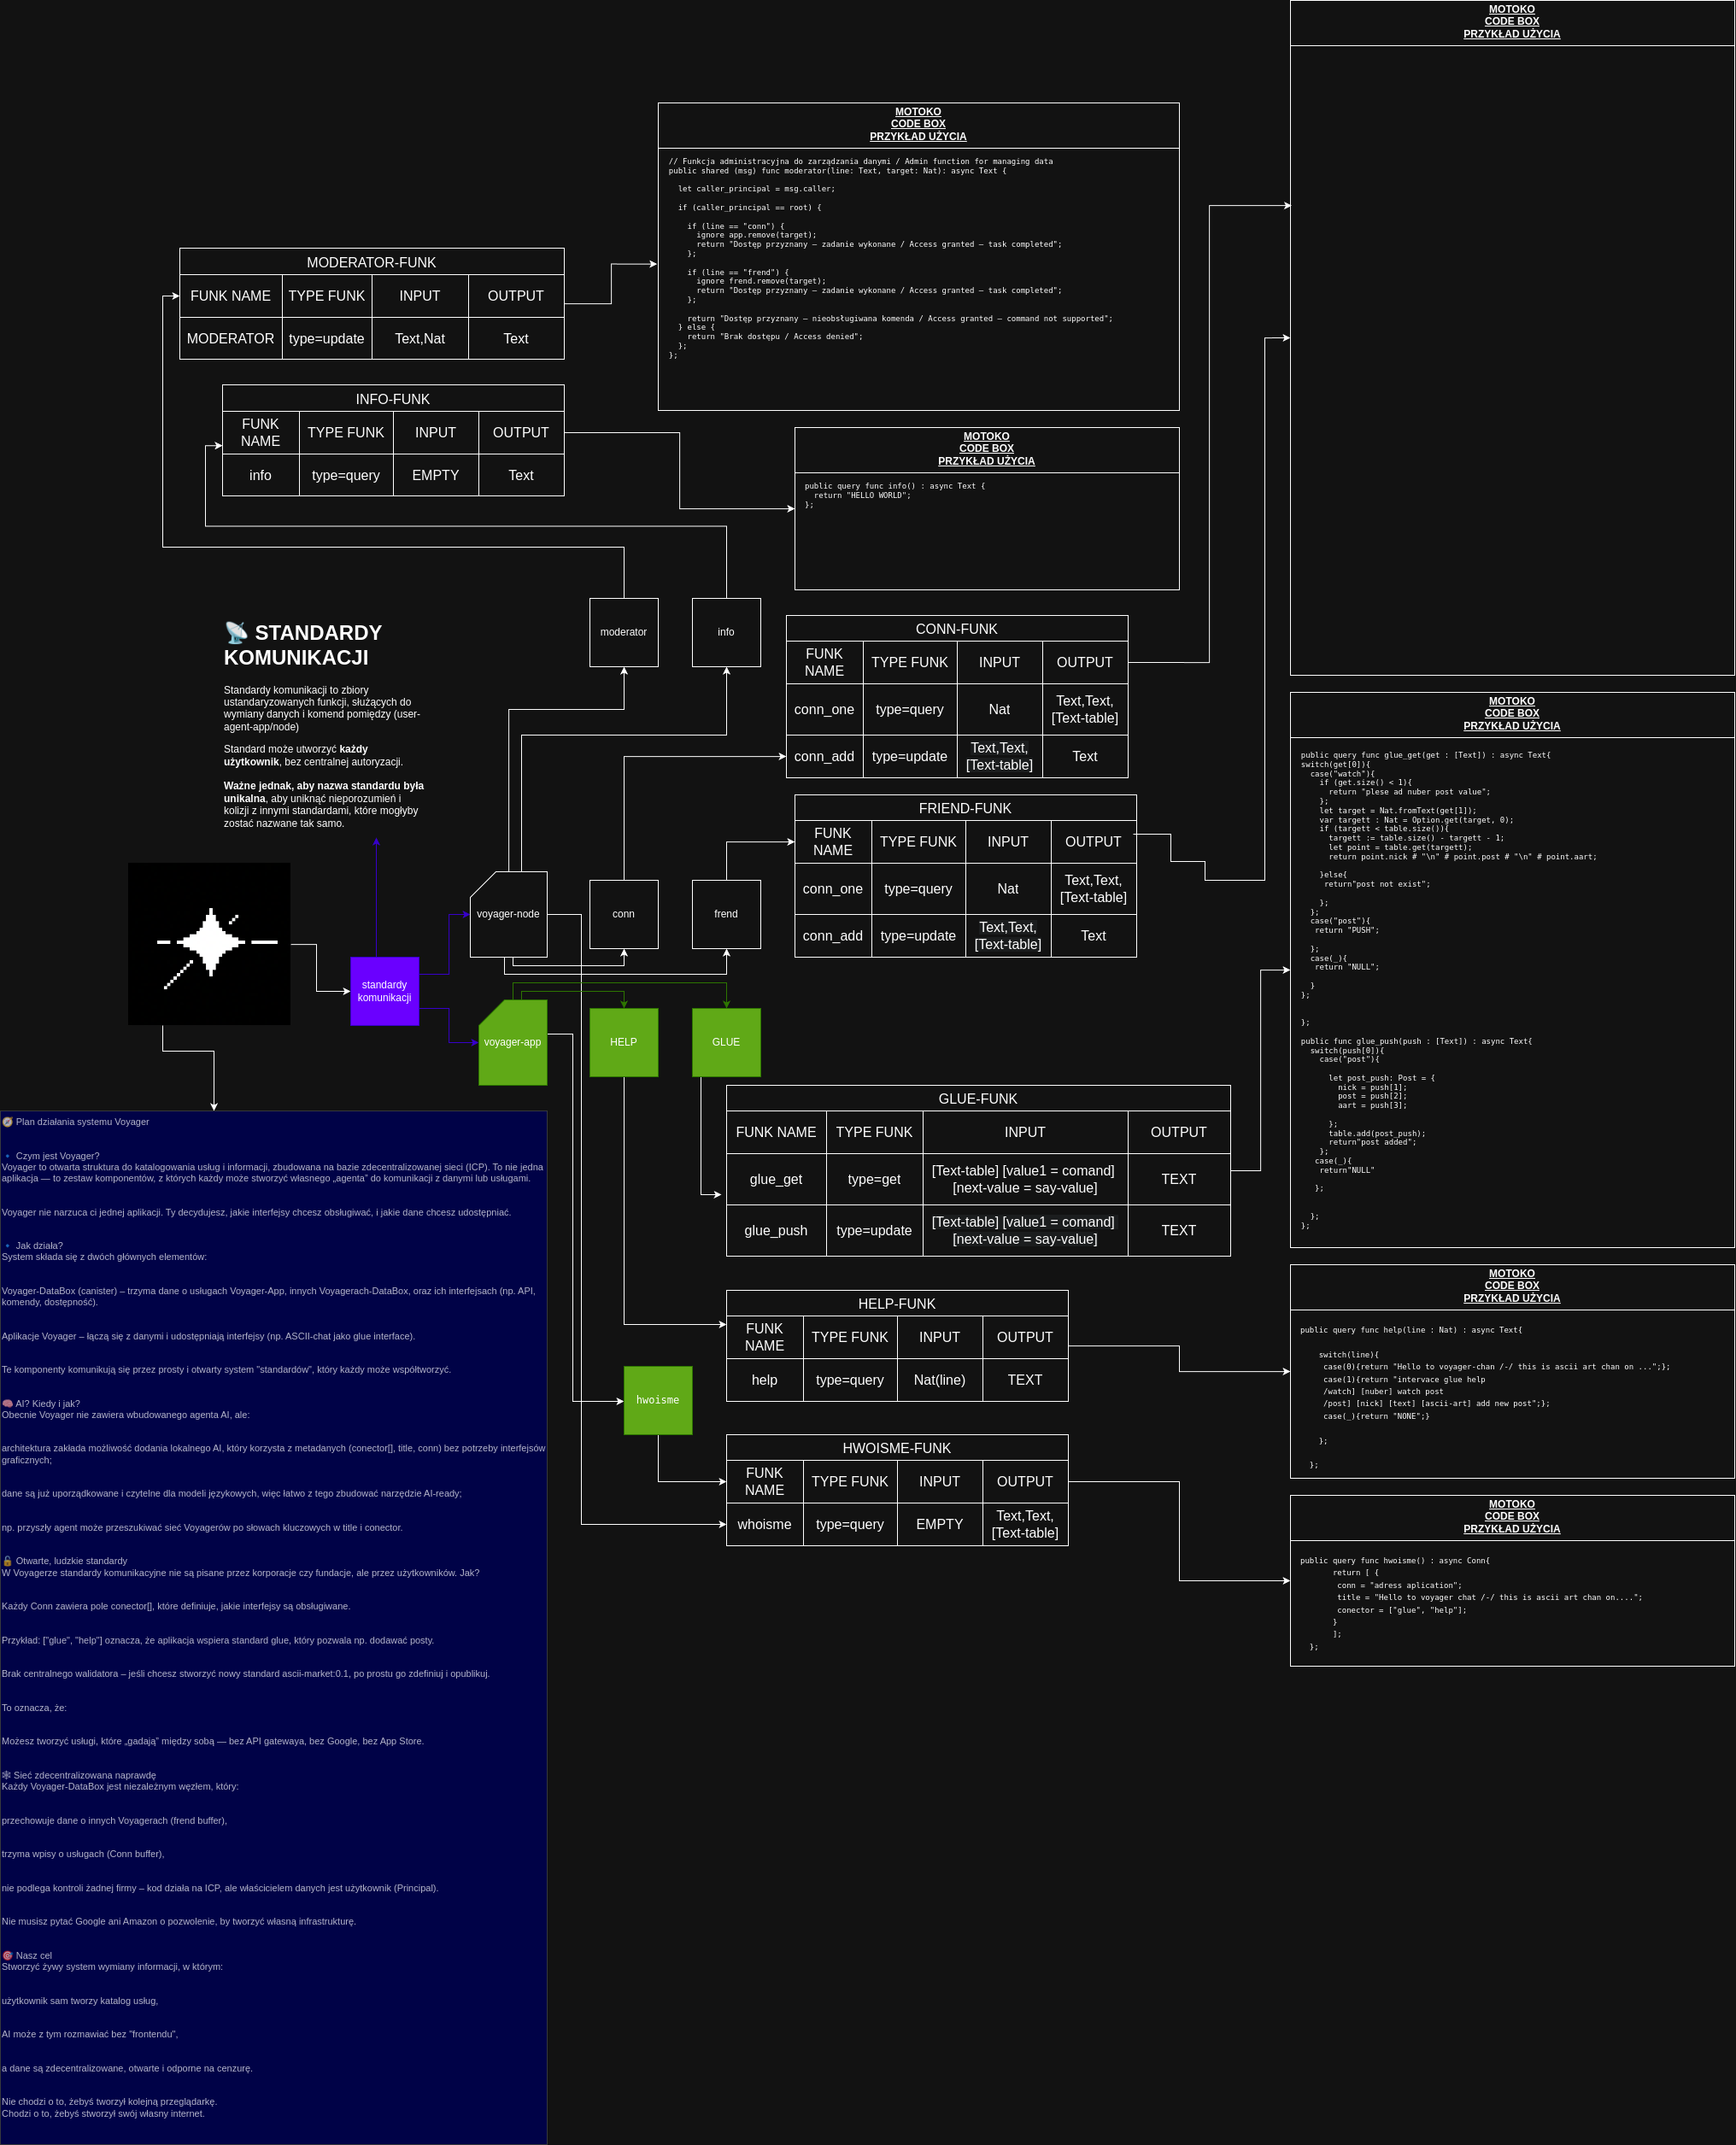 MOTOKO
CODE BOX
PRZYKŁAD UŻYCIA
MOTOKO
CODE BOX
PRZYKŁAD UŻYCIA
// Funkcja administracyjna do zarządzania danymi / Admin function for managing data
public shared (msg) func moderator(line: Text, target: Nat): async Text {
let caller_principal = msg.caller;
if (caller_principal == root) {
if (line == "conn") {
ignore app.remove(target);
return "Dostęp przyznany — zadanie wykonane / Access granted — task completed";
};
if (line == "frend") {
ignore frend.remove(target);
return "Dostęp przyznany — zadanie wykonane / Access granted — task completed";
};
return "Dostęp przyznany — nieobsługiwana komenda / Access granted — command not supported";
} else {
return "Brak dostępu / Access denied";
};
};
MODERATOR-FUNK
FUNK NAME TYPE FUNK INPUT OUTPUT
MODERATOR type=update Text,Nat Text
INFO-FUNK
FUNK
NAME TYPE FUNK INPUT OUTPUT
info type=query EMPTY Text
MOTOKO
CODE BOX
PRZYKŁAD UŻYCIA
public query func info() : async Text {
return "HELLO WORLD";
};
moderator
info
📡 STANDARDY
KOMUNIKACJI
Standardy komunikacji to zbiory
ustandaryzowanych funkcji, służących do
wymiany danych i komend pomiędzy (user-
agent-app/node)
Standard może utworzyć każdy
użytkownik, bez centralnej autoryzacji.
Ważne jednak, aby nazwa standardu była
unikalna, aby uniknąć nieporozumień i
kolizji z innymi standardami, które mogłyby
zostać nazwane tak samo.
CONN-FUNK
FUNK
NAME TYPE FUNK INPUT OUTPUT
conn_one type=query Nat Text,Text,
[Text-table]
conn_add type=update Text,Text,
[Text-table] Text
FRIEND-FUNK
FUNK
NAME TYPE FUNK INPUT OUTPUT
conn_one type=query Nat Text,Text,
[Text-table]
conn_add type=update Text,Text,
[Text-table] Text
MOTOKO
CODE BOX
PRZYKŁAD UŻYCIA
public query func glue_get(get : [Text]) : async Text{
switch(get[0]){
case("watch"){
if (get.size() < 1){
return "plese ad nuber post value";
};
let target = Nat.fromText(get[1]);
var targett : Nat = Option.get(target, 0);
if (targett < table.size()){
targett := table.size() - targett - 1;
let point = table.get(targett);
return point.nick # "\n" # point.post # "\n" # point.aart;
}else{
return"post not exist";
};
};
case("post"){
return "PUSH";
};
case(_){
return "NULL";
}
};
};
public func glue_push(push : [Text]) : async Text{
switch(push[0]){
case("post"){
let post_push: Post = {
nick = push[1];
post = push[2];
aart = push[3];
};
table.add(post_push);
return"post added";
};
case(_){
return"NULL"
};
};
};
voyager-node
conn
frend
standardy
komunikacji
voyager-app
HELP
GLUE
GLUE-FUNK
FUNK NAME TYPE FUNK INPUT OUTPUT
glue_get type=get [Text-table] [value1 = comand]
[next-value = say-value] TEXT
glue_push type=update [Text-table] [value1 = comand]
[next-value = say-value] TEXT
HELP-FUNK
FUNK
NAME TYPE FUNK INPUT OUTPUT
help type=query Nat(line) TEXT
MOTOKO
CODE BOX
PRZYKŁAD UŻYCIA
public query func help(line : Nat) : async Text{
switch(line){
case(0){return "Hello to voyager-chan /-/ this is ascii art chan on ...";};
case(1){return "intervace glue help
/watch] [nuber] watch post
/post] [nick] [text] [ascii-art] add new post";};
case(_){return "NONE";}
};
};
hwoisme
HWOISME-FUNK
FUNK
NAME TYPE FUNK INPUT OUTPUT
whoisme type=query EMPTY Text,Text,
[Text-table]
MOTOKO
CODE BOX
PRZYKŁAD UŻYCIA
public query func hwoisme() : async Conn{
return [ {
conn = "adress aplication";
title = "Hello to voyager chat /-/ this is ascii art chan on....";
conector = ["glue", "help"];
}
];
};
🧭 Plan działania systemu Voyager
🔹 Czym jest Voyager?
Voyager to otwarta struktura do katalogowania usług i informacji, zbudowana na bazie zdecentralizowanej sieci (ICP). To nie jedna
aplikacja — to zestaw komponentów, z których każdy może stworzyć własnego „agenta” do komunikacji z danymi lub usługami.
Voyager nie narzuca ci jednej aplikacji. Ty decydujesz, jakie interfejsy chcesz obsługiwać, i jakie dane chcesz udostępniać.
🔹 Jak działa?
System składa się z dwóch głównych elementów:
Voyager-DataBox (canister) – trzyma dane o usługach Voyager-App, innych Voyagerach-DataBox, oraz ich interfejsach (np. API,
komendy, dostępność).
Aplikacje Voyager – łączą się z danymi i udostępniają interfejsy (np. ASCII-chat jako glue interface).
Te komponenty komunikują się przez prosty i otwarty system "standardów", który każdy może współtworzyć.
🧠 AI? Kiedy i jak?
Obecnie Voyager nie zawiera wbudowanego agenta AI, ale:
architektura zakłada możliwość dodania lokalnego AI, który korzysta z metadanych (conector[], title, conn) bez potrzeby interfejsów
graficznych;
dane są już uporządkowane i czytelne dla modeli językowych, więc łatwo z tego zbudować narzędzie AI-ready;
np. przyszły agent może przeszukiwać sieć Voyagerów po słowach kluczowych w title i conector.
🔓 Otwarte, ludzkie standardy
W Voyagerze standardy komunikacyjne nie są pisane przez korporacje czy fundacje, ale przez użytkowników. Jak?
Każdy Conn zawiera pole conector[], które definiuje, jakie interfejsy są obsługiwane.
Przykład: ["glue", "help"] oznacza, że aplikacja wspiera standard glue, który pozwala np. dodawać posty.
Brak centralnego walidatora – jeśli chcesz stworzyć nowy standard ascii-market:0.1, po prostu go zdefiniuj i opublikuj.
To oznacza, że:
Możesz tworzyć usługi, które „gadają” między sobą — bez API gatewaya, bez Google, bez App Store.
🕸 Sieć zdecentralizowana naprawdę
Każdy Voyager-DataBox jest niezależnym węzłem, który:
przechowuje dane o innych Voyagerach (frend buffer),
trzyma wpisy o usługach (Conn buffer),
nie podlega kontroli żadnej firmy – kod działa na ICP, ale właścicielem danych jest użytkownik (Principal).
Nie musisz pytać Google ani Amazon o pozwolenie, by tworzyć własną infrastrukturę.
🎯 Nasz cel
Stworzyć żywy system wymiany informacji, w którym:
użytkownik sam tworzy katalog usług,
AI może z tym rozmawiać bez "frontendu",
a dane są zdecentralizowane, otwarte i odporne na cenzurę.
Nie chodzi o to, żebyś tworzył kolejną przeglądarkę.
Chodzi o to, żebyś stworzył swój własny internet.